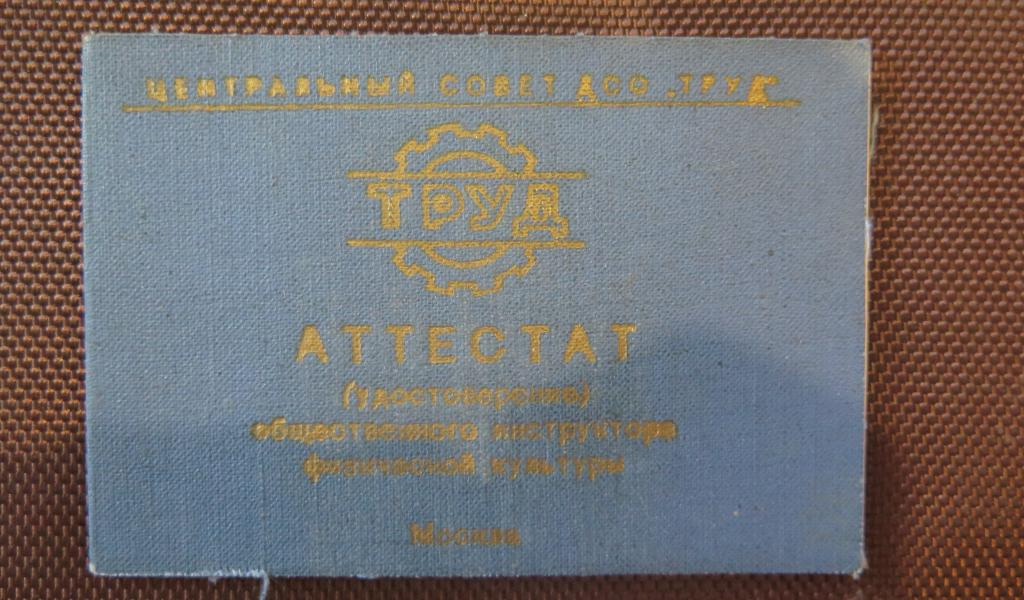 ЦЕНТРАЛЬНЫЙ СОВЕТ ДСО „ТРУД"
ТРУД
АТТЕСТАТ
(удостоверение)
общественного инструктора
физической культуры
Москва